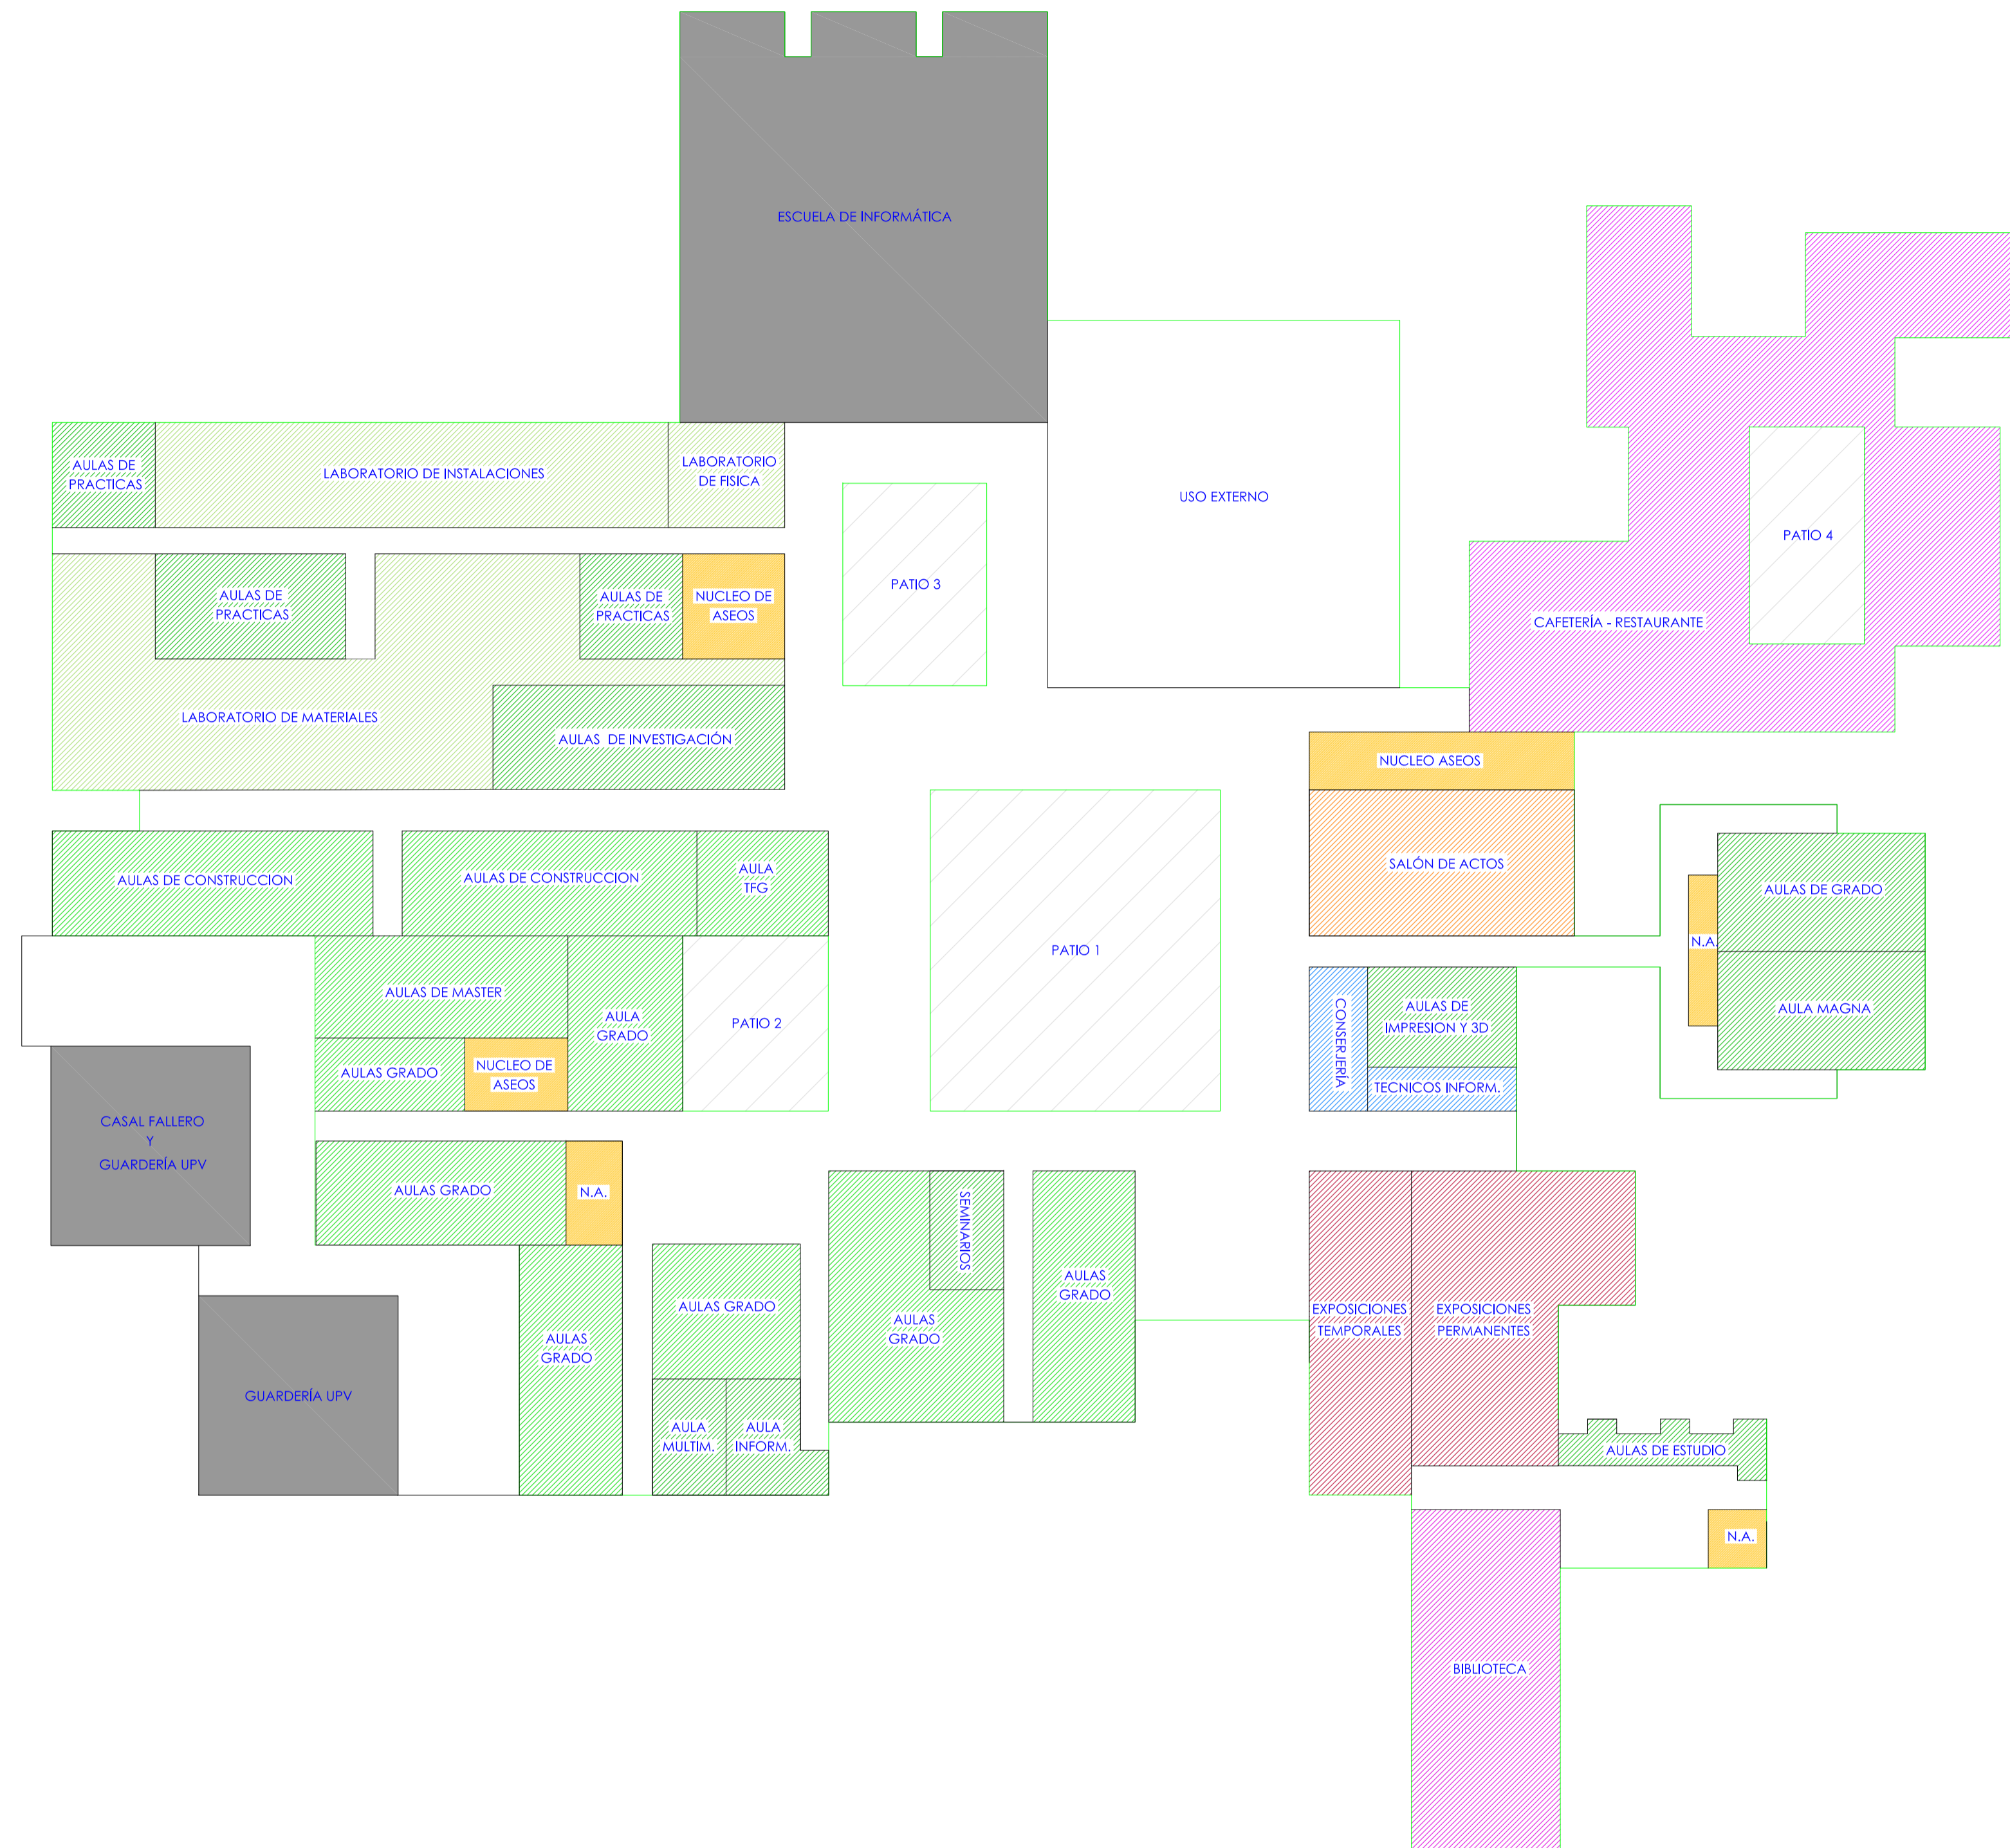 ESCUELA DE INFORMÁTICA
AULAS DE
PRACTICAS
LABORATORIO DE INSTALACIONES
LABORATORIO
DE FISICA
USO EXTERNO
PATIO 4
AULAS DE
PRACTICAS
AULAS DE
PRACTICAS
NUCLEO DE
ASEOS
PATIO 3
CAFETERÍA - RESTAURANTE
LABORATORIO DE MATERIALES
AULAS  DE INVESTIGACIÓN
NUCLEO ASEOS
AULAS DE CONSTRUCCION
AULAS DE CONSTRUCCION
AULA
TFG
SALÓN DE ACTOS
AULAS DE GRADO
N.A.
PATIO 1
AULAS DE MASTER
AULA
GRADO
PATIO 2
CONSERJERÍA
AULAS DE
IMPRESION Y 3D
AULA MAGNA
AULAS GRADO
NUCLEO DE
ASEOS
TECNICOS INFORM.
CASAL FALLERO
Y
GUARDERÍA UPV
AULAS GRADO
N.A.
SEMINARIOS
AULAS GRADO
AULAS
GRADO
AULAS
GRADO
EXPOSICIONES
TEMPORALES
EXPOSICIONES
PERMANENTES
AULAS
GRADO
GUARDERÍA UPV
AULA
MULTIM.
AULA
INFORM.
AULAS DE ESTUDIO
N.A.
BIBLIOTECA